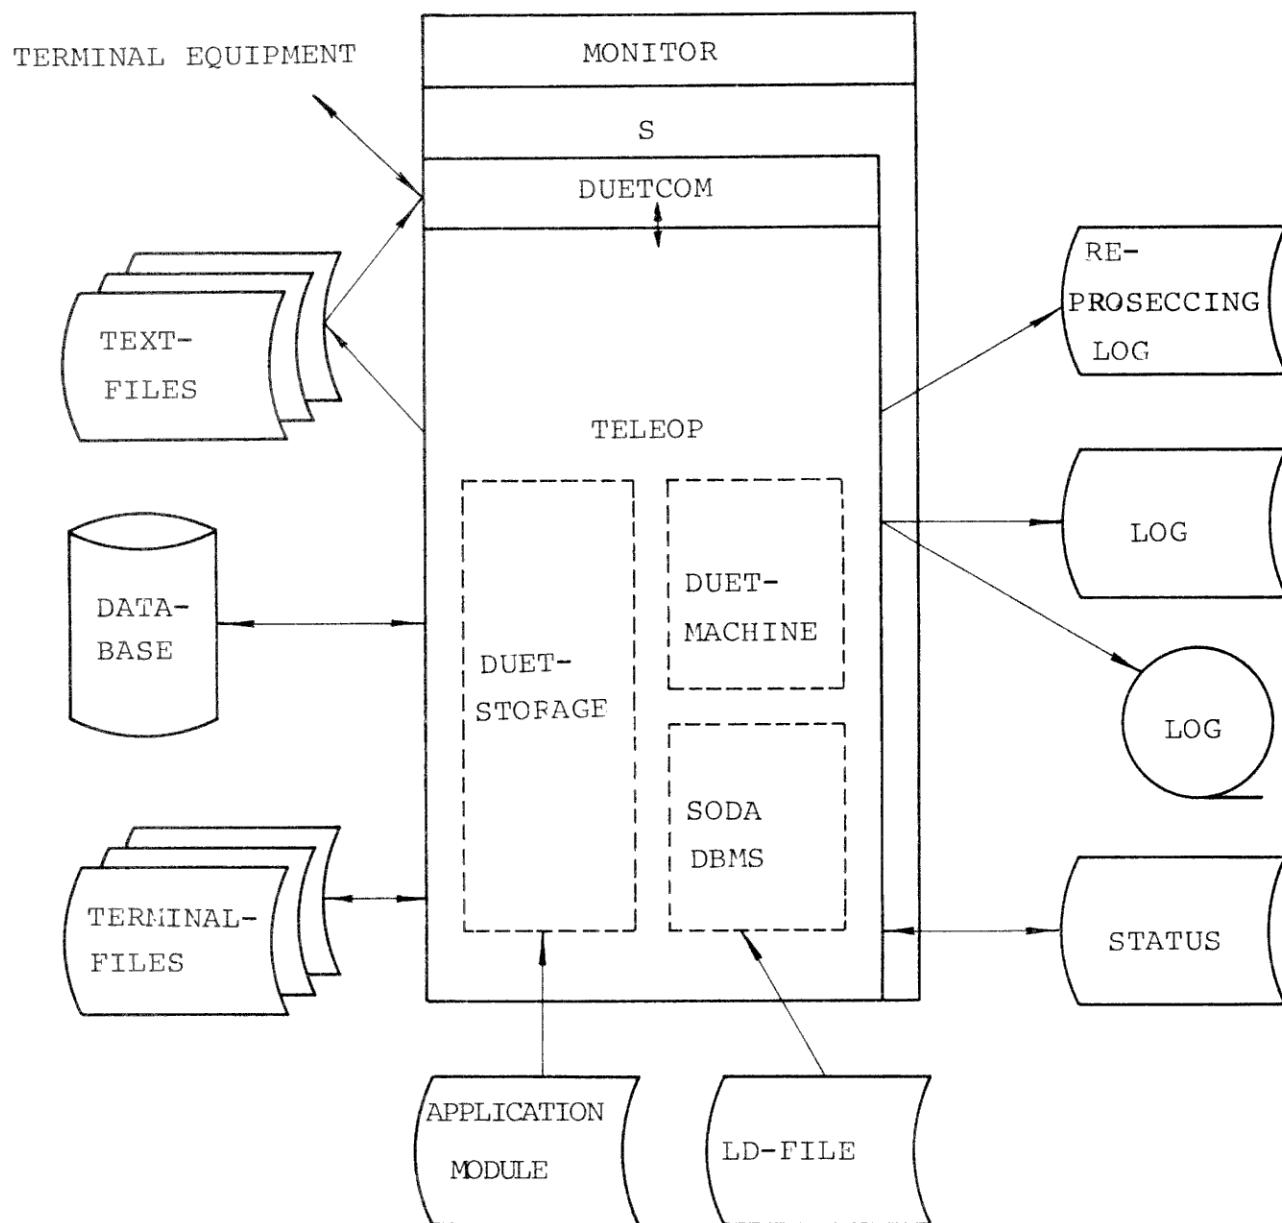 TERMINAL EQUIPMENT
MONITOR
S
DUETCOM
TEXT-
FILES
RE-
PROSECCING
LOG
TELEOP
LOG
DATA-
BASE
DUET-
STORAGE
DUET-
MACHINE
LOG
SODA
DBMS
TERMINAL-
FILES
STATUS
APPLICATION
MODULE
LD-FILE